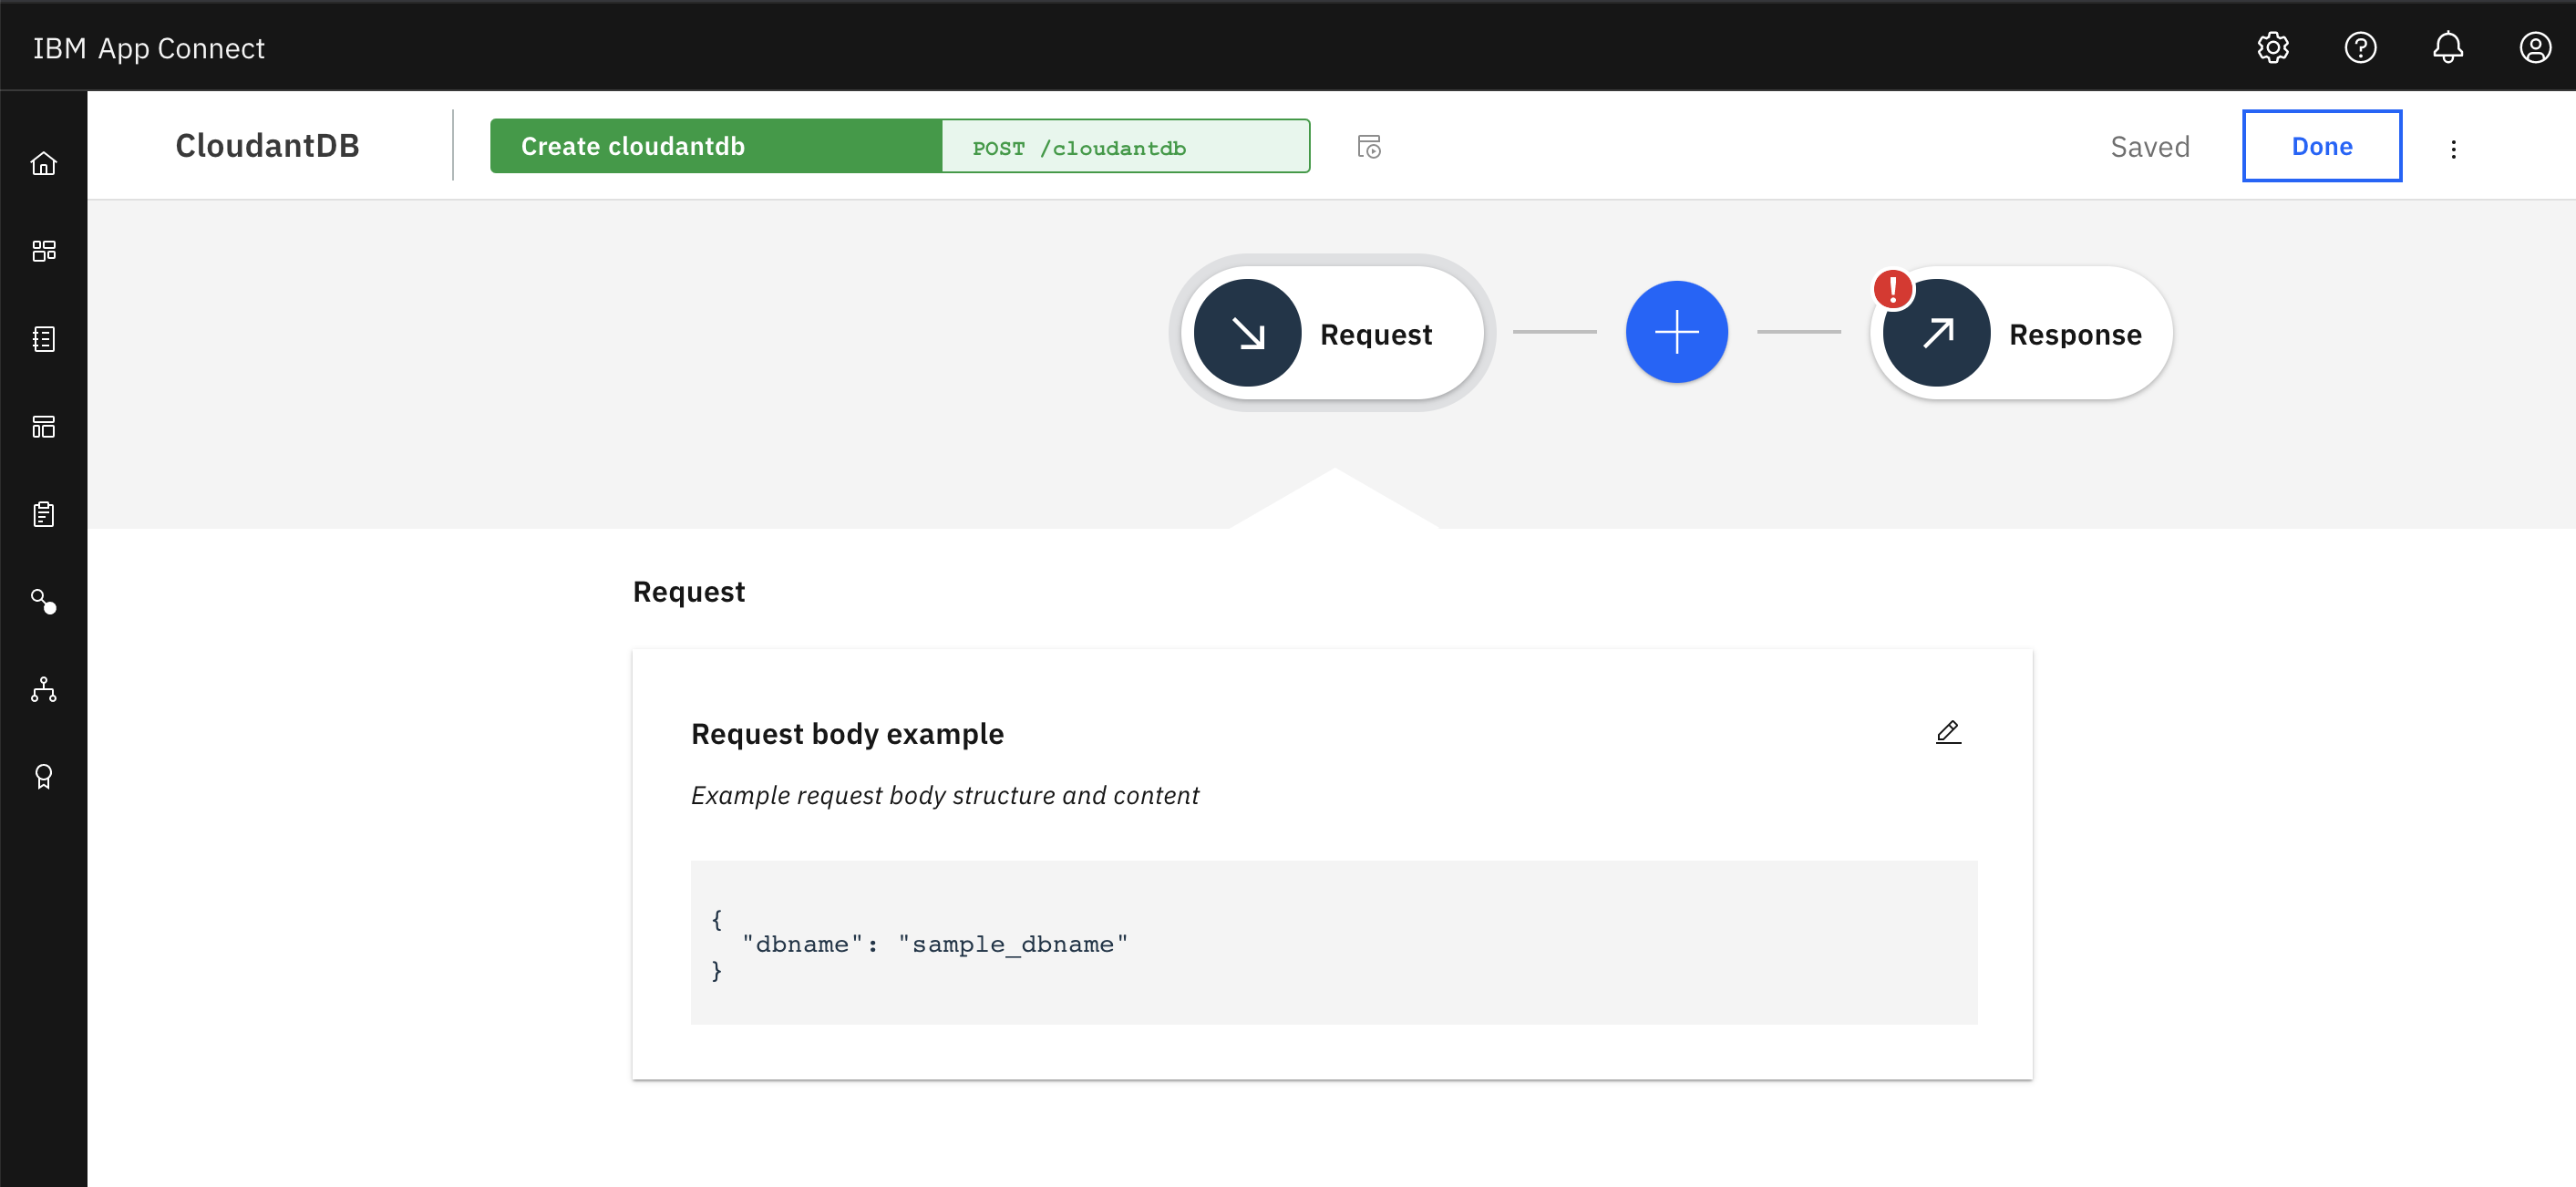 IBM App Connect
CloudantDB
Create cloudantdb
POST /cloudantdb
Saved
Done
Request
Response
Request
Request body example
Example request body structure and content
{
"dbname": "sample_dbname"
}